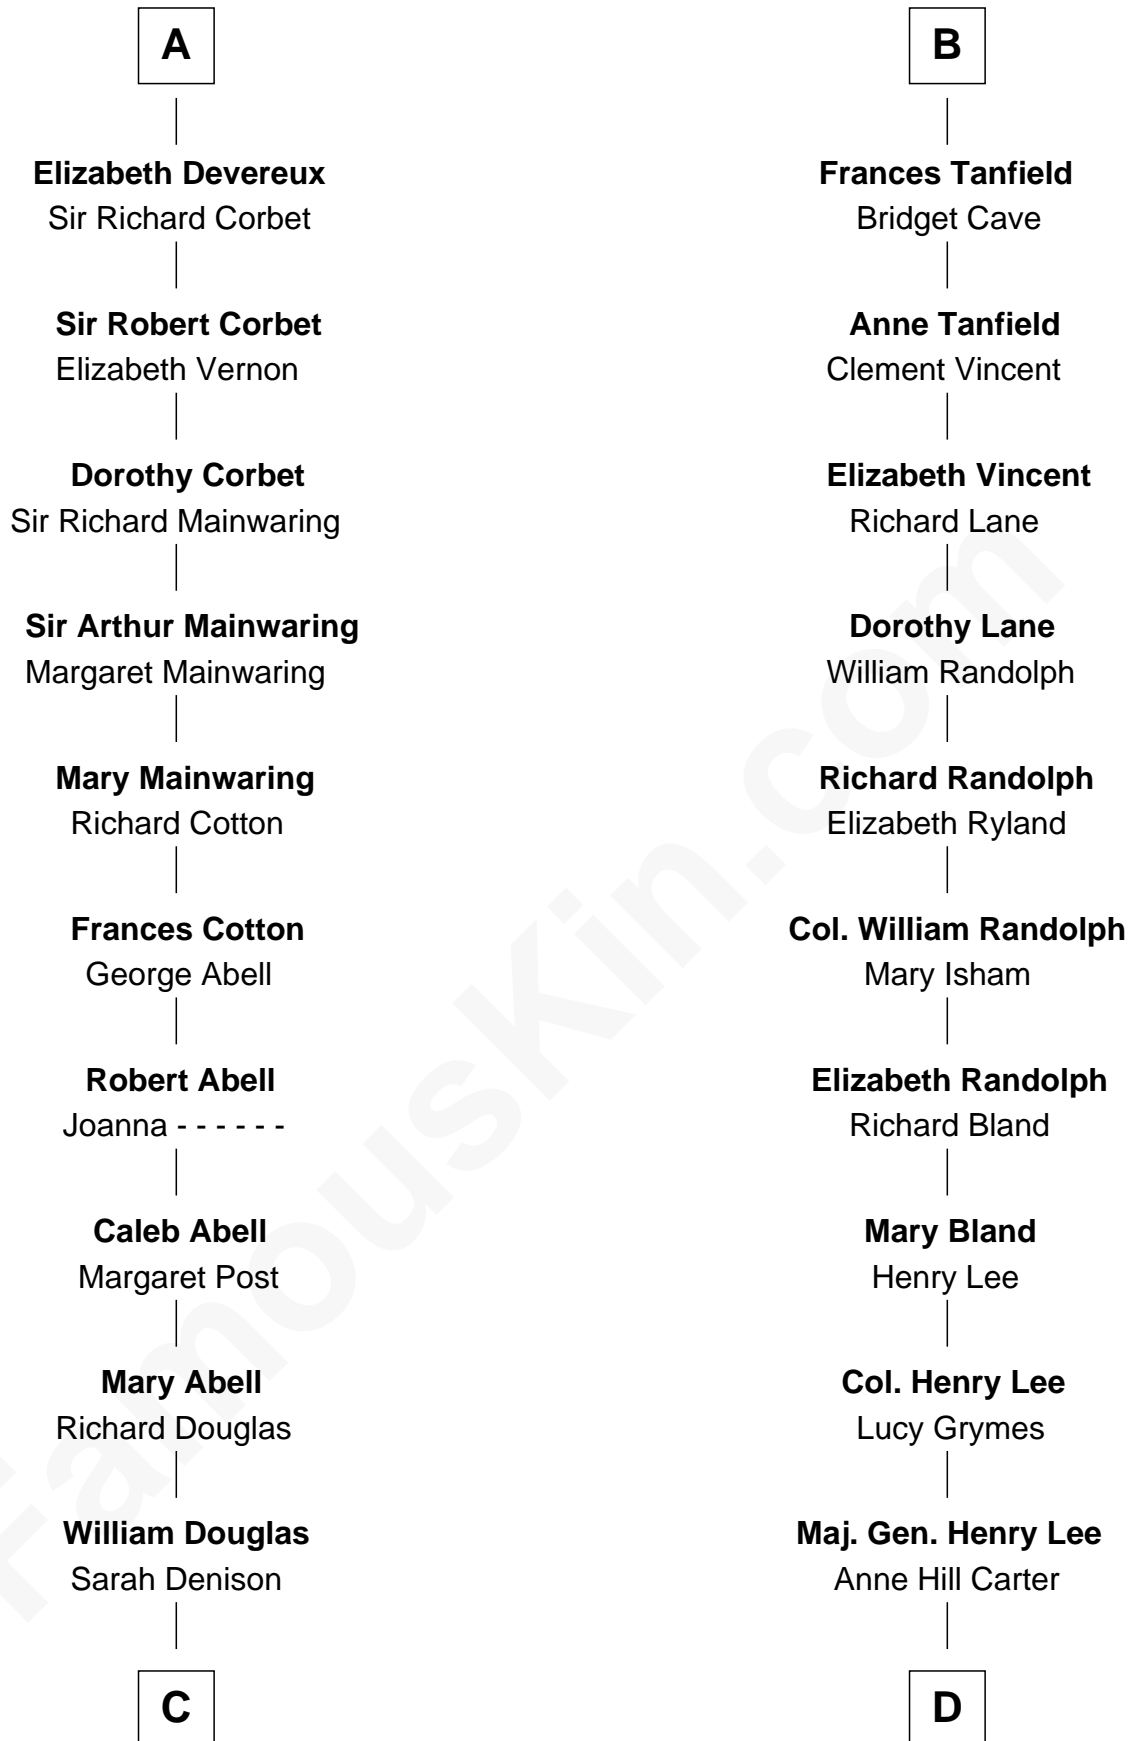 A
Elizabeth Devereux
Sir Richard Corbet
Sir Robert Corbet
Elizabeth Vernon
Dorothy Corbet
Sir Richard Mainwaring
Sir Arthur Mainwaring
Margaret Mainwaring
Mary Mainwaring
Richard Cotton
Frances Cotton
George Abell
Robert Abell
Joanna - - - - - -
Caleb Abell
Margaret Post
Mary Abell
Richard Douglas
William Douglas
Sarah Denison
C
B
Frances Tanfield
Bridget Cave
Anne Tanfield
Clement Vincent
Elizabeth Vincent
Richard Lane
Dorothy Lane
William Randolph
Richard Randolph
Elizabeth Ryland
Col. William Randolph
Mary Isham
Elizabeth Randolph
Richard Bland
Mary Bland
Henry Lee
Col. Henry Lee
Lucy Grymes
Maj. Gen. Henry Lee
Anne Hill Carter
D
FamousKin.com